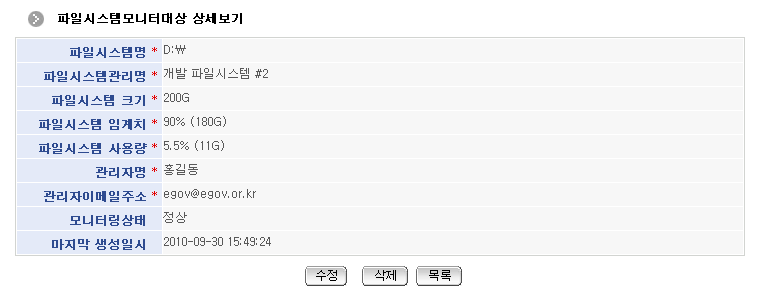 파일시스템모니터대상 상세보기
파일시스템명 * D:₩
파일시스템관리명 * 개발 파일시스템 #2
파일시스템 크기 * 200G
파일시스템 임계치 * 90% (180G)
파일시스템 사용량 * 5.5% (11G)
관리자명 * 홍길동
관리자이메일주소 * egov@egov.or.kr
모니터링상태 정상
마지막 생성일시 2010-09-30 15:49:24
수정 삭제 목록